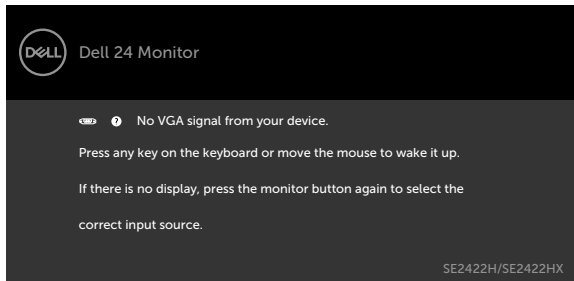 DELL
Dell 24 Monitor
? No VGA signal from your device.
Press any key on the keyboard or move the mouse to wake it up.
If there is no display, press the monitor button again to select the
correct input source.
SE2422H/SE2422HX